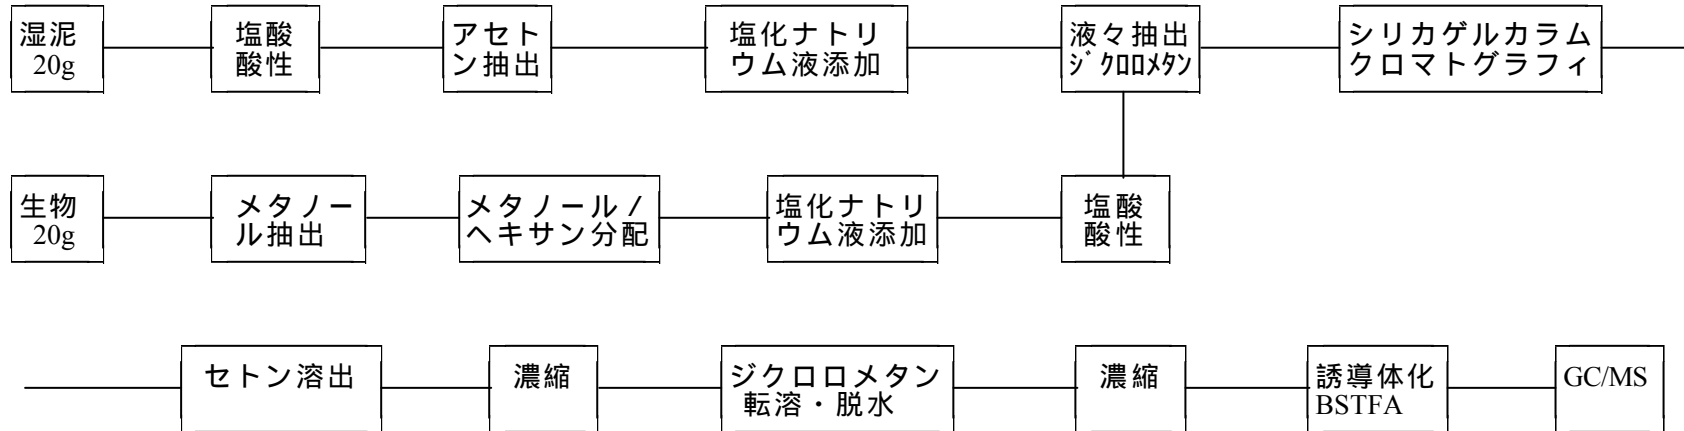 湿泥
20g
塩酸
酸性
アセト
ン抽出
塩化ナトリ
ウム液添加
液々抽出
ジクロロメタン
シリカゲルカラム
クロマトグラフィ
生物
20g
メタノー
ル抽出
メタノール/
ヘキサン分配
塩化ナトリ
ウム液添加
塩酸
酸性
セトン溶出
濃縮
ジクロロメタン
転溶・脱水
濃縮
誘導体化
BSTFA
GC/MS